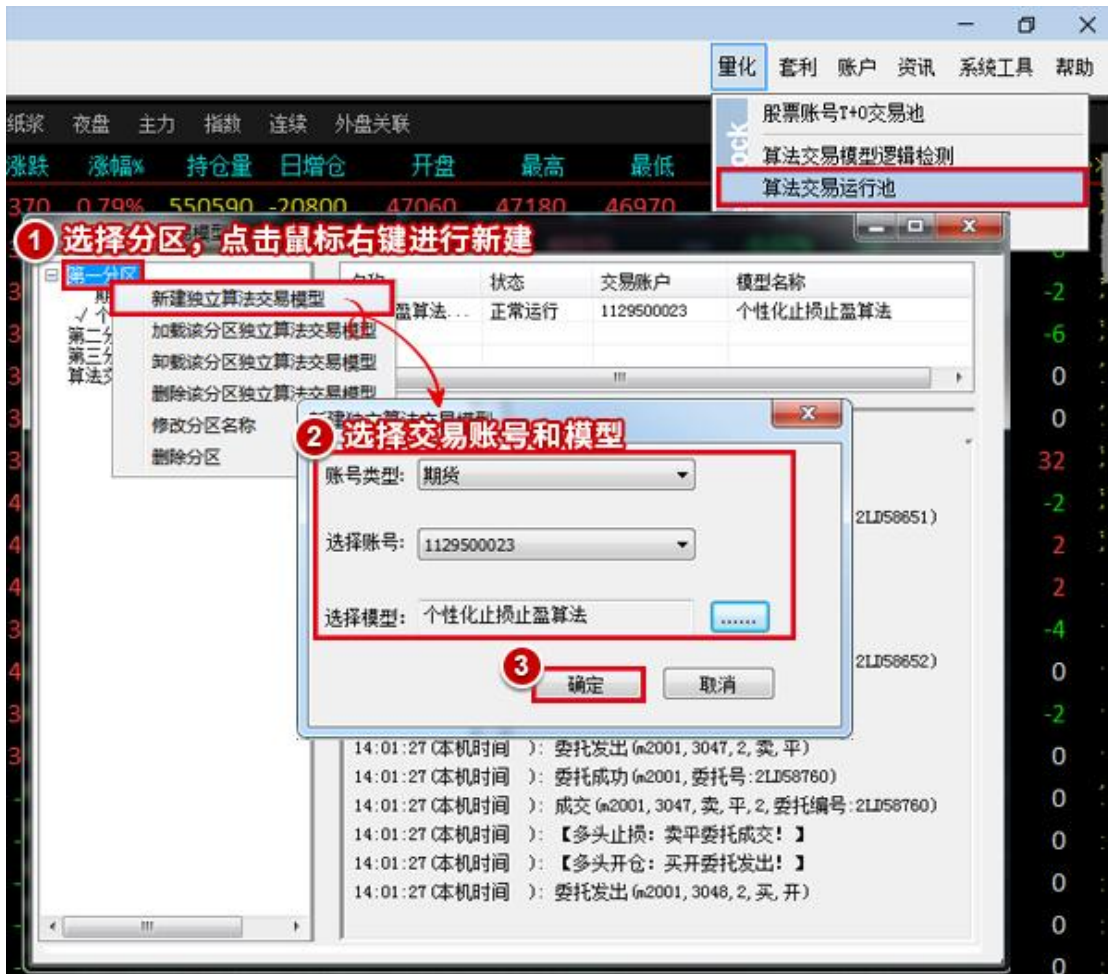 量化 套利 账户 资讯 系统工具 帮助
股票账号T+0交易池
纸浆 夜盘 主力 指数 连续 外盘关联
算法交易模型逻辑检测
涨跌 涨幅% 持仓量 日增仓 开盘 最高 最低
算法交易运行池
370 0.79% 550590 -20800 47060 47180 46970
1 选择分区，点击鼠标右键进行新建
第一分区
状态 交易账户 模型名称
新建独立算法交易模型
盈算法... 正常运行 1129500023 个性化止损止盈算法
加载该分区独立算法交易模型
卸载该分区独立算法交易模型
删除该分区独立算法交易模型
修改分区名称
删除分区
第二分
第三分
算法交
2 选择交易账号和模型
账号类型: 期货
选择账号: 1129500023
选择模型: 个性化止损止盈算法 ......
3
确定 取消
2LD58651)
2LD58652)
14:01:27(本机时间 ): 委托发出(m2001,3047,2,卖,平)
14:01:27(本机时间 ): 委托成功(m2001,委托号:2LD58760)
14:01:27(本机时间 ): 成交(m2001,3047,卖,平,2,委托编号:2LD58760)
14:01:27(本机时间 ): 【多头止损：卖平委托成交！】
14:01:27(本机时间 ): 【多头开仓：买开委托发出！】
14:01:27(本机时间 ): 委托发出(m2001,3048,2,买,开)
-2
-6
0
0
32
-2
2
2
-4
0
-2
0
0
0
0
0
0